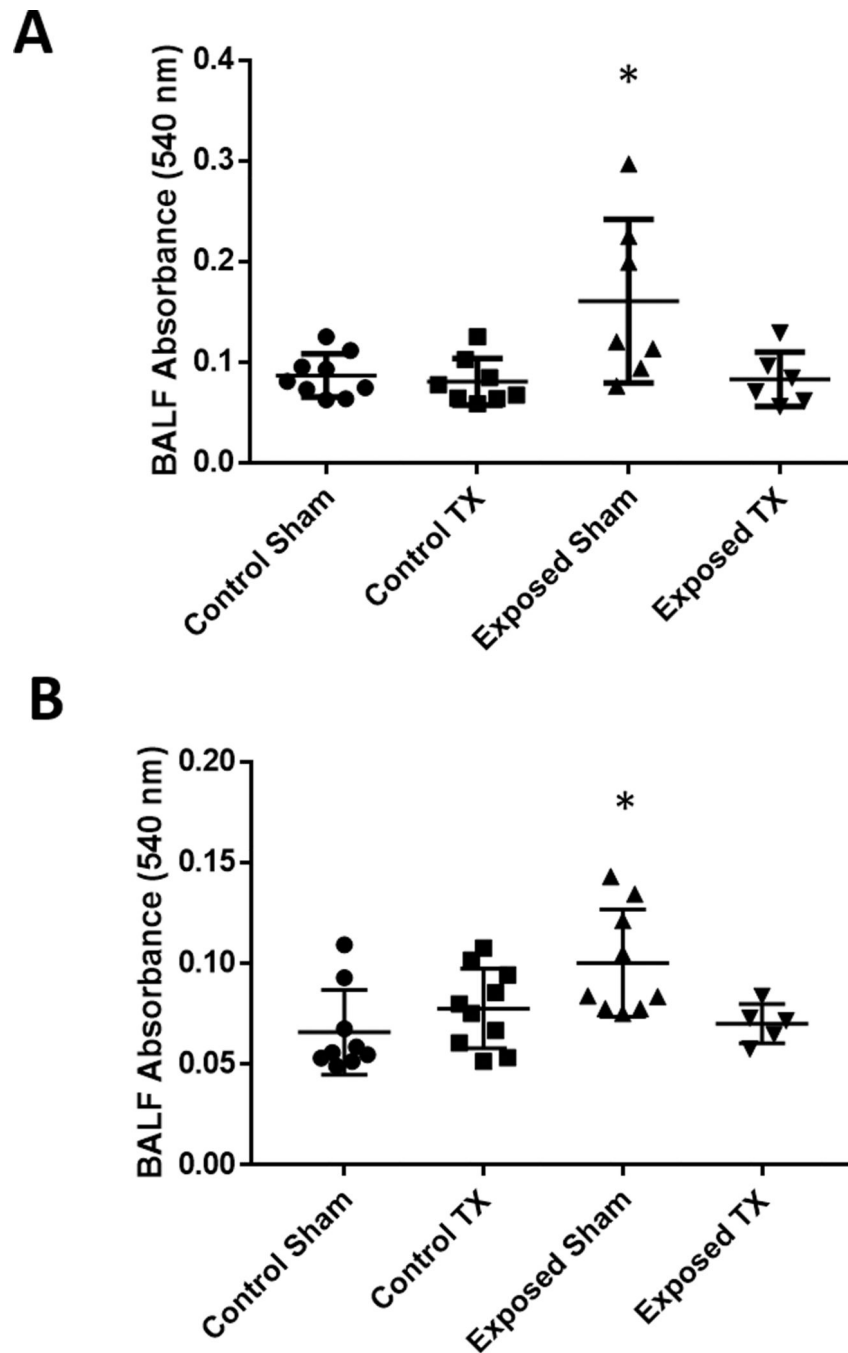 A
BALF Absorbance (540 nm)
0.4
0.3
0.2
0.1
0.0
*
Control Sham
Control TX
Exposed Sham
Exposed TX
B
BALF Absorbance (540 nm)
0.20
0.15
0.10
0.05
0.00
*
Control Sham
Control TX
Exposed Sham
Exposed TX